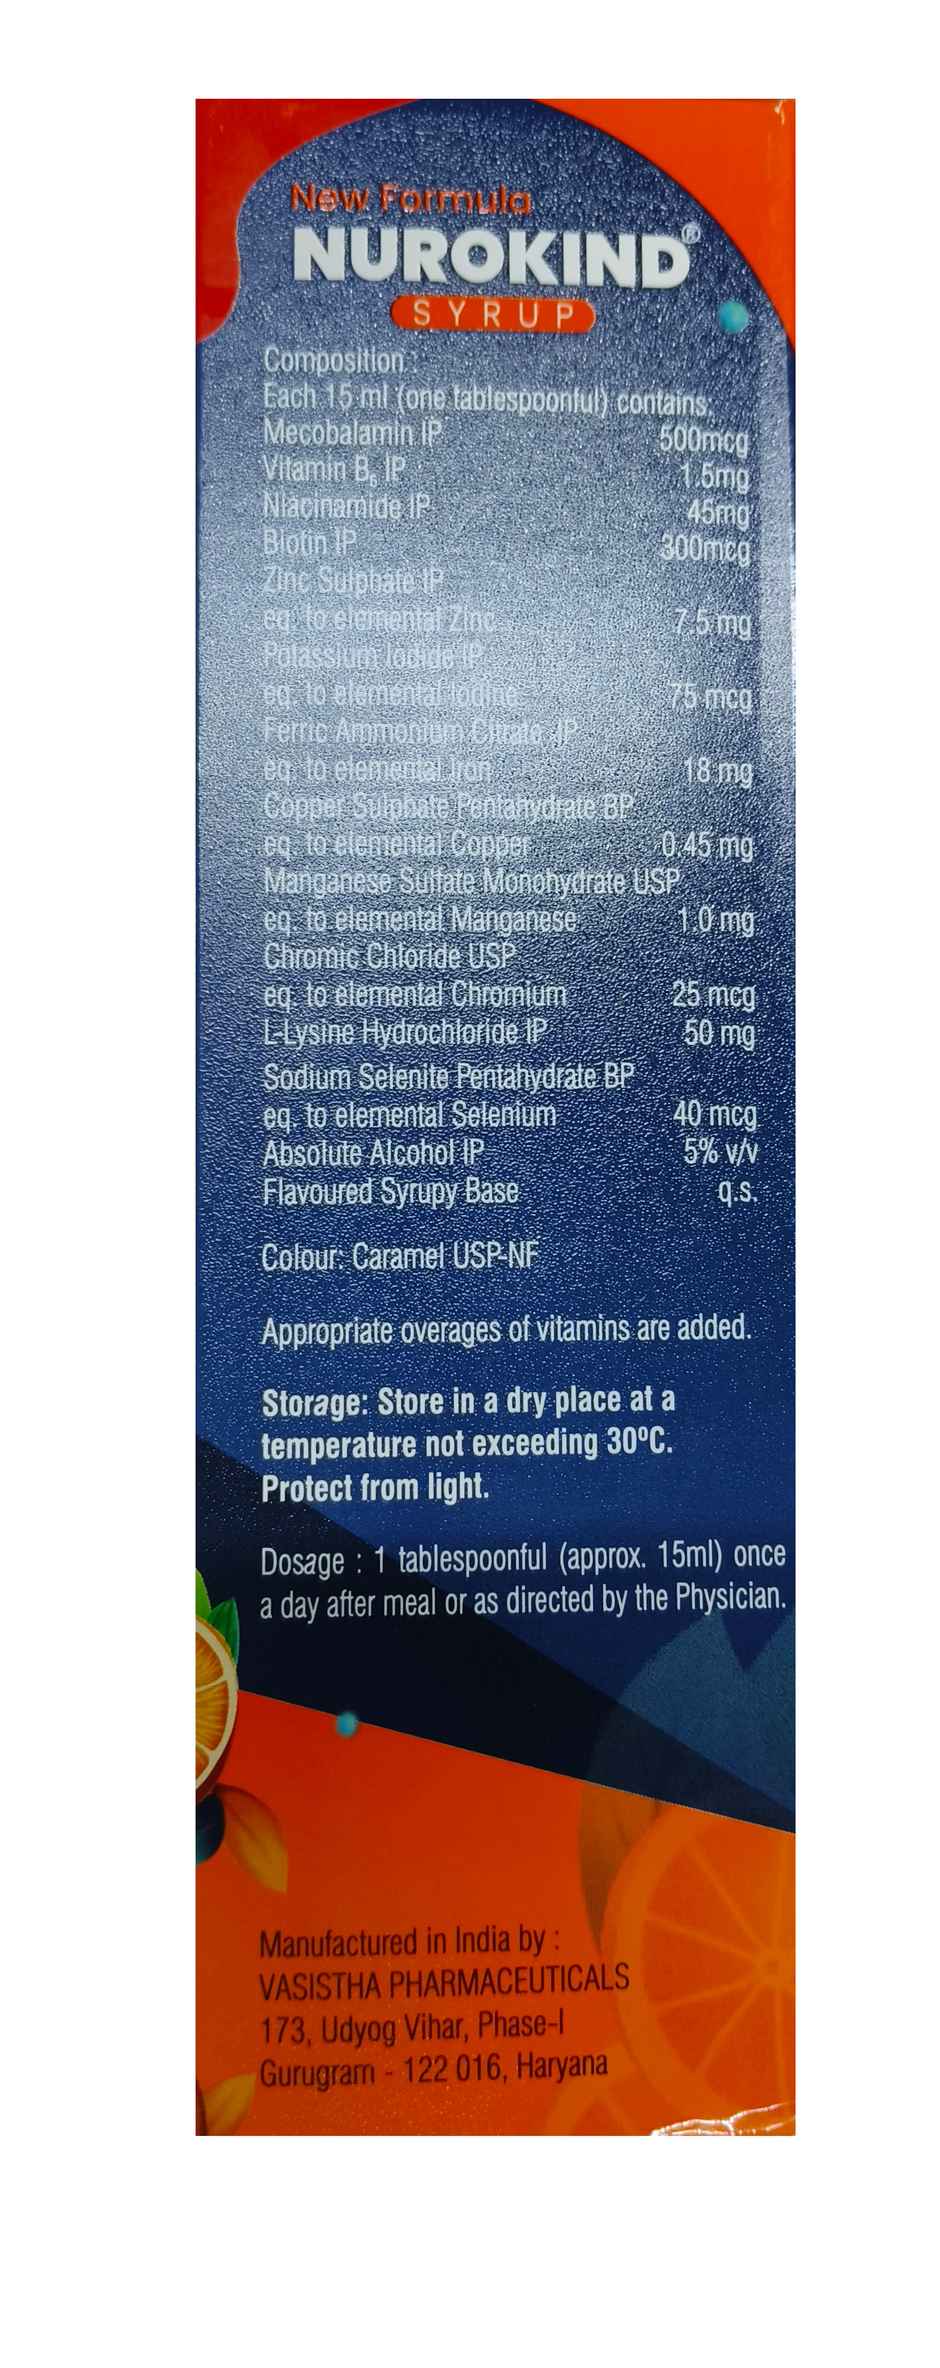 New Formula
NUROKIND®
SYRUP
Composition :
Each 15 ml (one tablespoonful) contains:
Mecobalamin IP 500mcg
Vitamin B₆ IP 1.5mg
Niacinamide IP 45mg
Biotin IP 300mcg
Zinc Sulphate IP
eq. to elemental Zinc 7.5 mg
Potassium Iodide IP
eq. to elemental Iodine 75 mcg
Ferric Ammonium Citrate IP
eq. to elemental Iron 18 mg
Copper Sulphate Pentahydrate BP
eq. to elemental Copper 0.45 mg
Manganese Sulfate Monohydrate USP
eq. to elemental Manganese 1.0 mg
Chromic Chloride USP
eq. to elemental Chromium 25 mcg
L-Lysine Hydrochloride IP 50 mg
Sodium Selenite Pentahydrate BP
eq. to elemental Selenium 40 mcg
Absolute Alcohol IP 5% v/v
Flavoured Syrupy Base q.s.
Colour: Caramel USP-NF
Appropriate overages of vitamins are added.
Storage: Store in a dry place at a
temperature not exceeding 30ºC.
Protect from light.
Dosage : 1 tablespoonful (approx. 15ml) once
a day after meal or as directed by the Physician.
Manufactured in India by :
VASISTHA PHARMACEUTICALS
173, Udyog Vihar, Phase-I
Gurugram - 122 016, Haryana